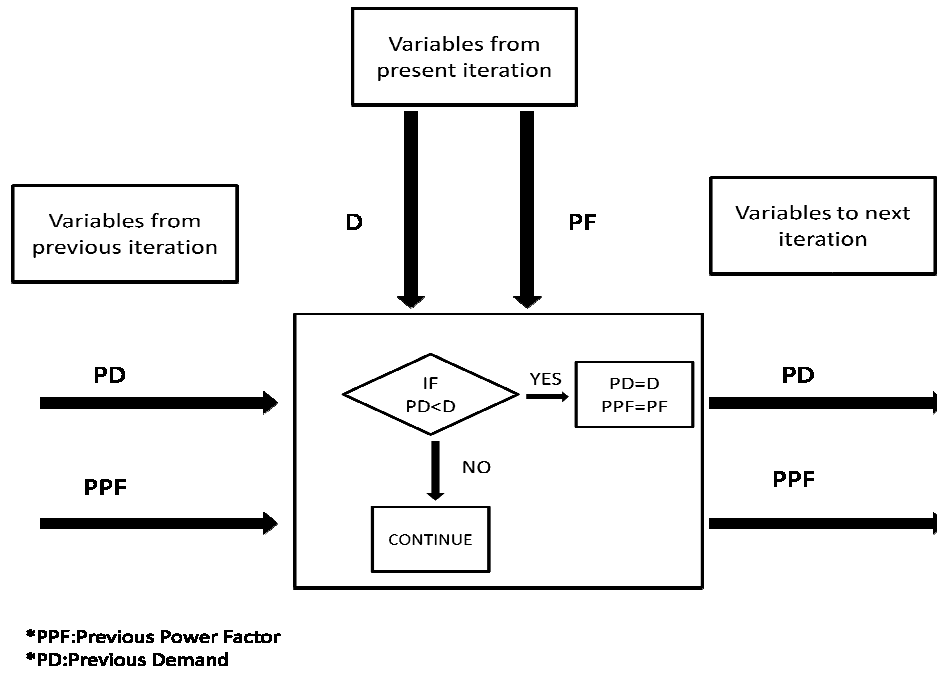 Variables from
present iteration
Variables from
previous iteration
D
PF
Variables to next
iteration
PD
PPF
IF
PD<D
YES
PD=D
PPF=PF
NO
CONTINUE
PD
PPF
*PPF:Previous Power Factor
*PD:Previous Demand